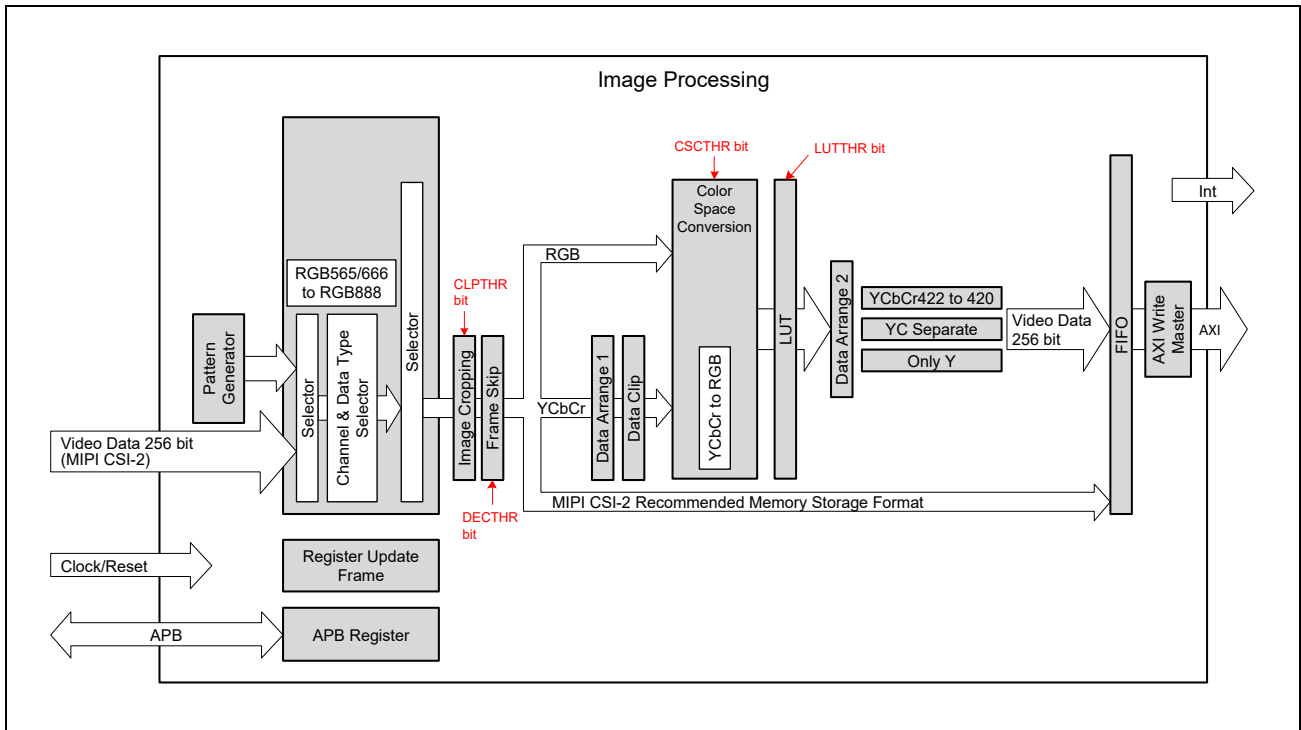 Image Processing
CSCTHR bit
LUTTHR bit
Color
Space
Conversion
Int
RGB
RGB565/666
to RGB888
CLPTHR
bit
Selector
Pattern
Generator
Selector
Channel & Data Type
Selector
Image Cropping
Frame Skip
YCbCr
Data Arrange 1
Data Clip
YCbCr to RGB
LUT
Data Arrange 2
YCbCr422 to 420
YC Separate
Only Y
Video Data
256 bit
FIFO
AXI Write
Master
AXI
Video Data 256 bit
(MIPI CSI-2)
MIPI CSI-2 Recommended Memory Storage Format
DECTHR
bit
Clock/Reset
Register Update
Frame
APB
APB Register